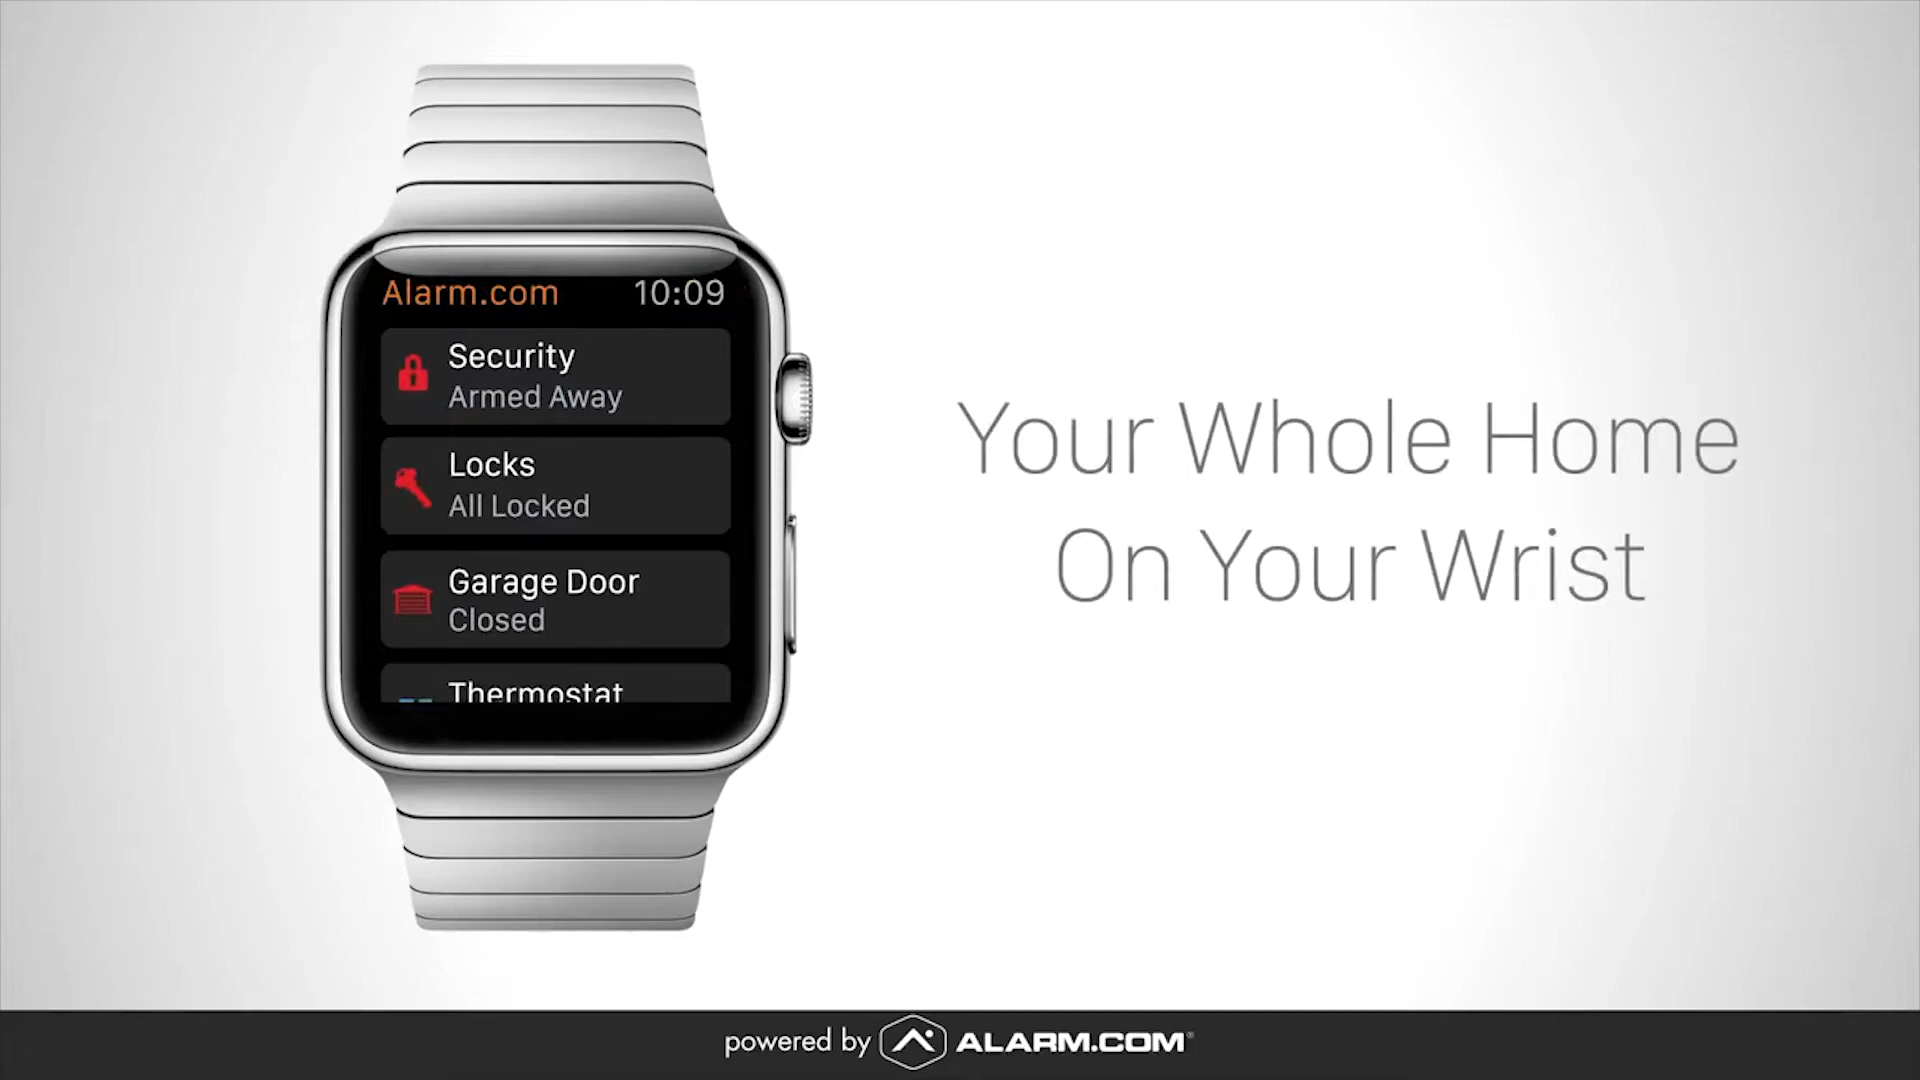 Alarm.com 10:09
Security
Armed Away
Locks
All Locked
Garage Door
Closed
Thermostat
Your Whole Home
On Your Wrist
powered by ALARM.COM®